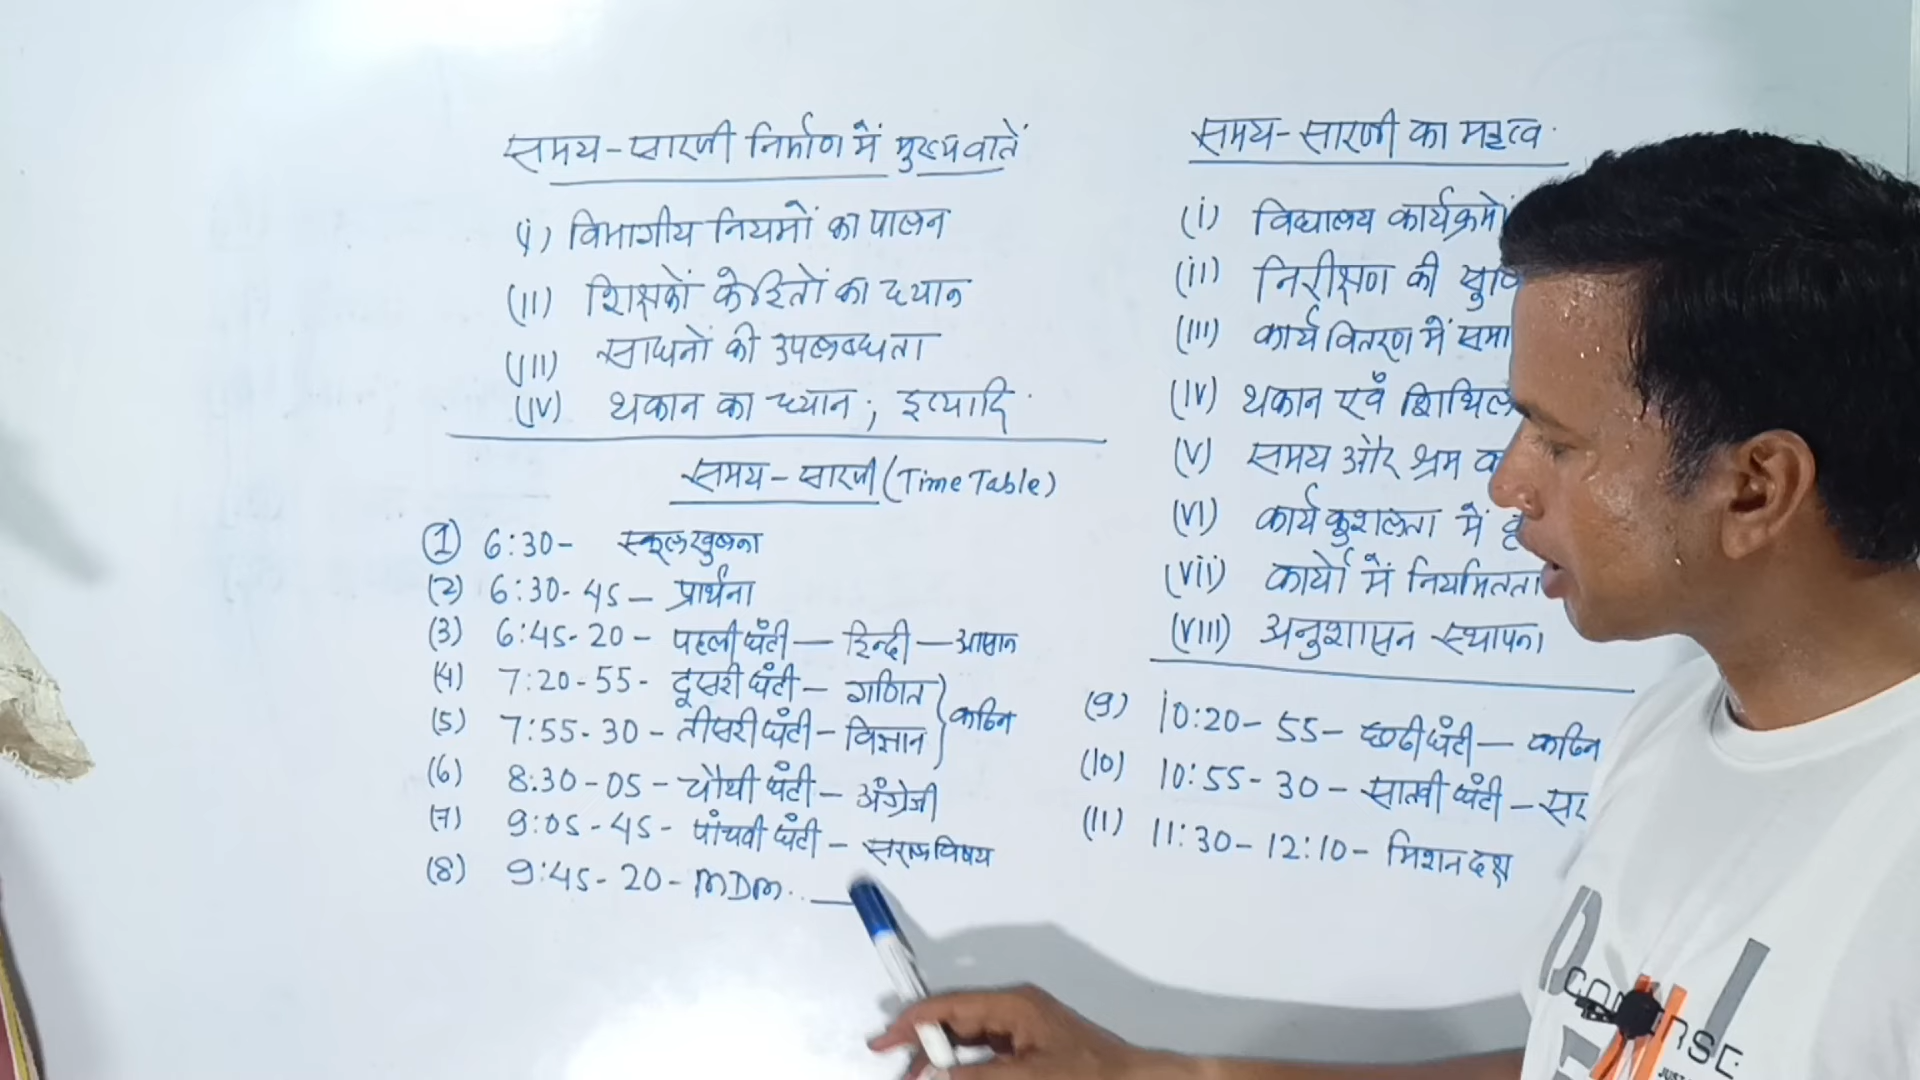 समय-सारणी निर्माण में मुख्य बातें
(i) विभागीय नियमों का पालन
(II) शिक्षकों के हितों का ध्यान
(III) साधनों की उपलब्धता
(IV) थकान का ध्यान; इत्यादि
समय-सारणी (Time Table)
(1) 6:30- स्कूल खुलना
(2) 6:30-45 - प्रार्थना
(3) 6:45-20 - पहली घंटी - हिन्दी - आसान
(4) 7:20-55- दूसरी घंटी - गणित
(5) 7:55-30 - तीसरी घंटी - विज्ञान
कठिन
(6) 8:30-05 - चौथी घंटी - अंग्रेजी
(7) 9:05-45- पांचवी घंटी - सरल विषय
(8) 9:45-20- MDM.
समय-सारणी का महत्व
(i) विद्यालय कार्यक्रमों
(ii) निरीक्षण की
(III) कार्य वितरण में
(IV) थकान एवं
(V) समय और श्रम
(VI) कार्य कुशलता में
(vii) कार्यो में नियमितता
(VIII) अनुशासन स्थापना
(9) 10:20-55- छठी घंटी - कठिन
(10) 10:55-30 - सातवी घंटी -
(11) 11:30-12:10- मिशन दक्ष